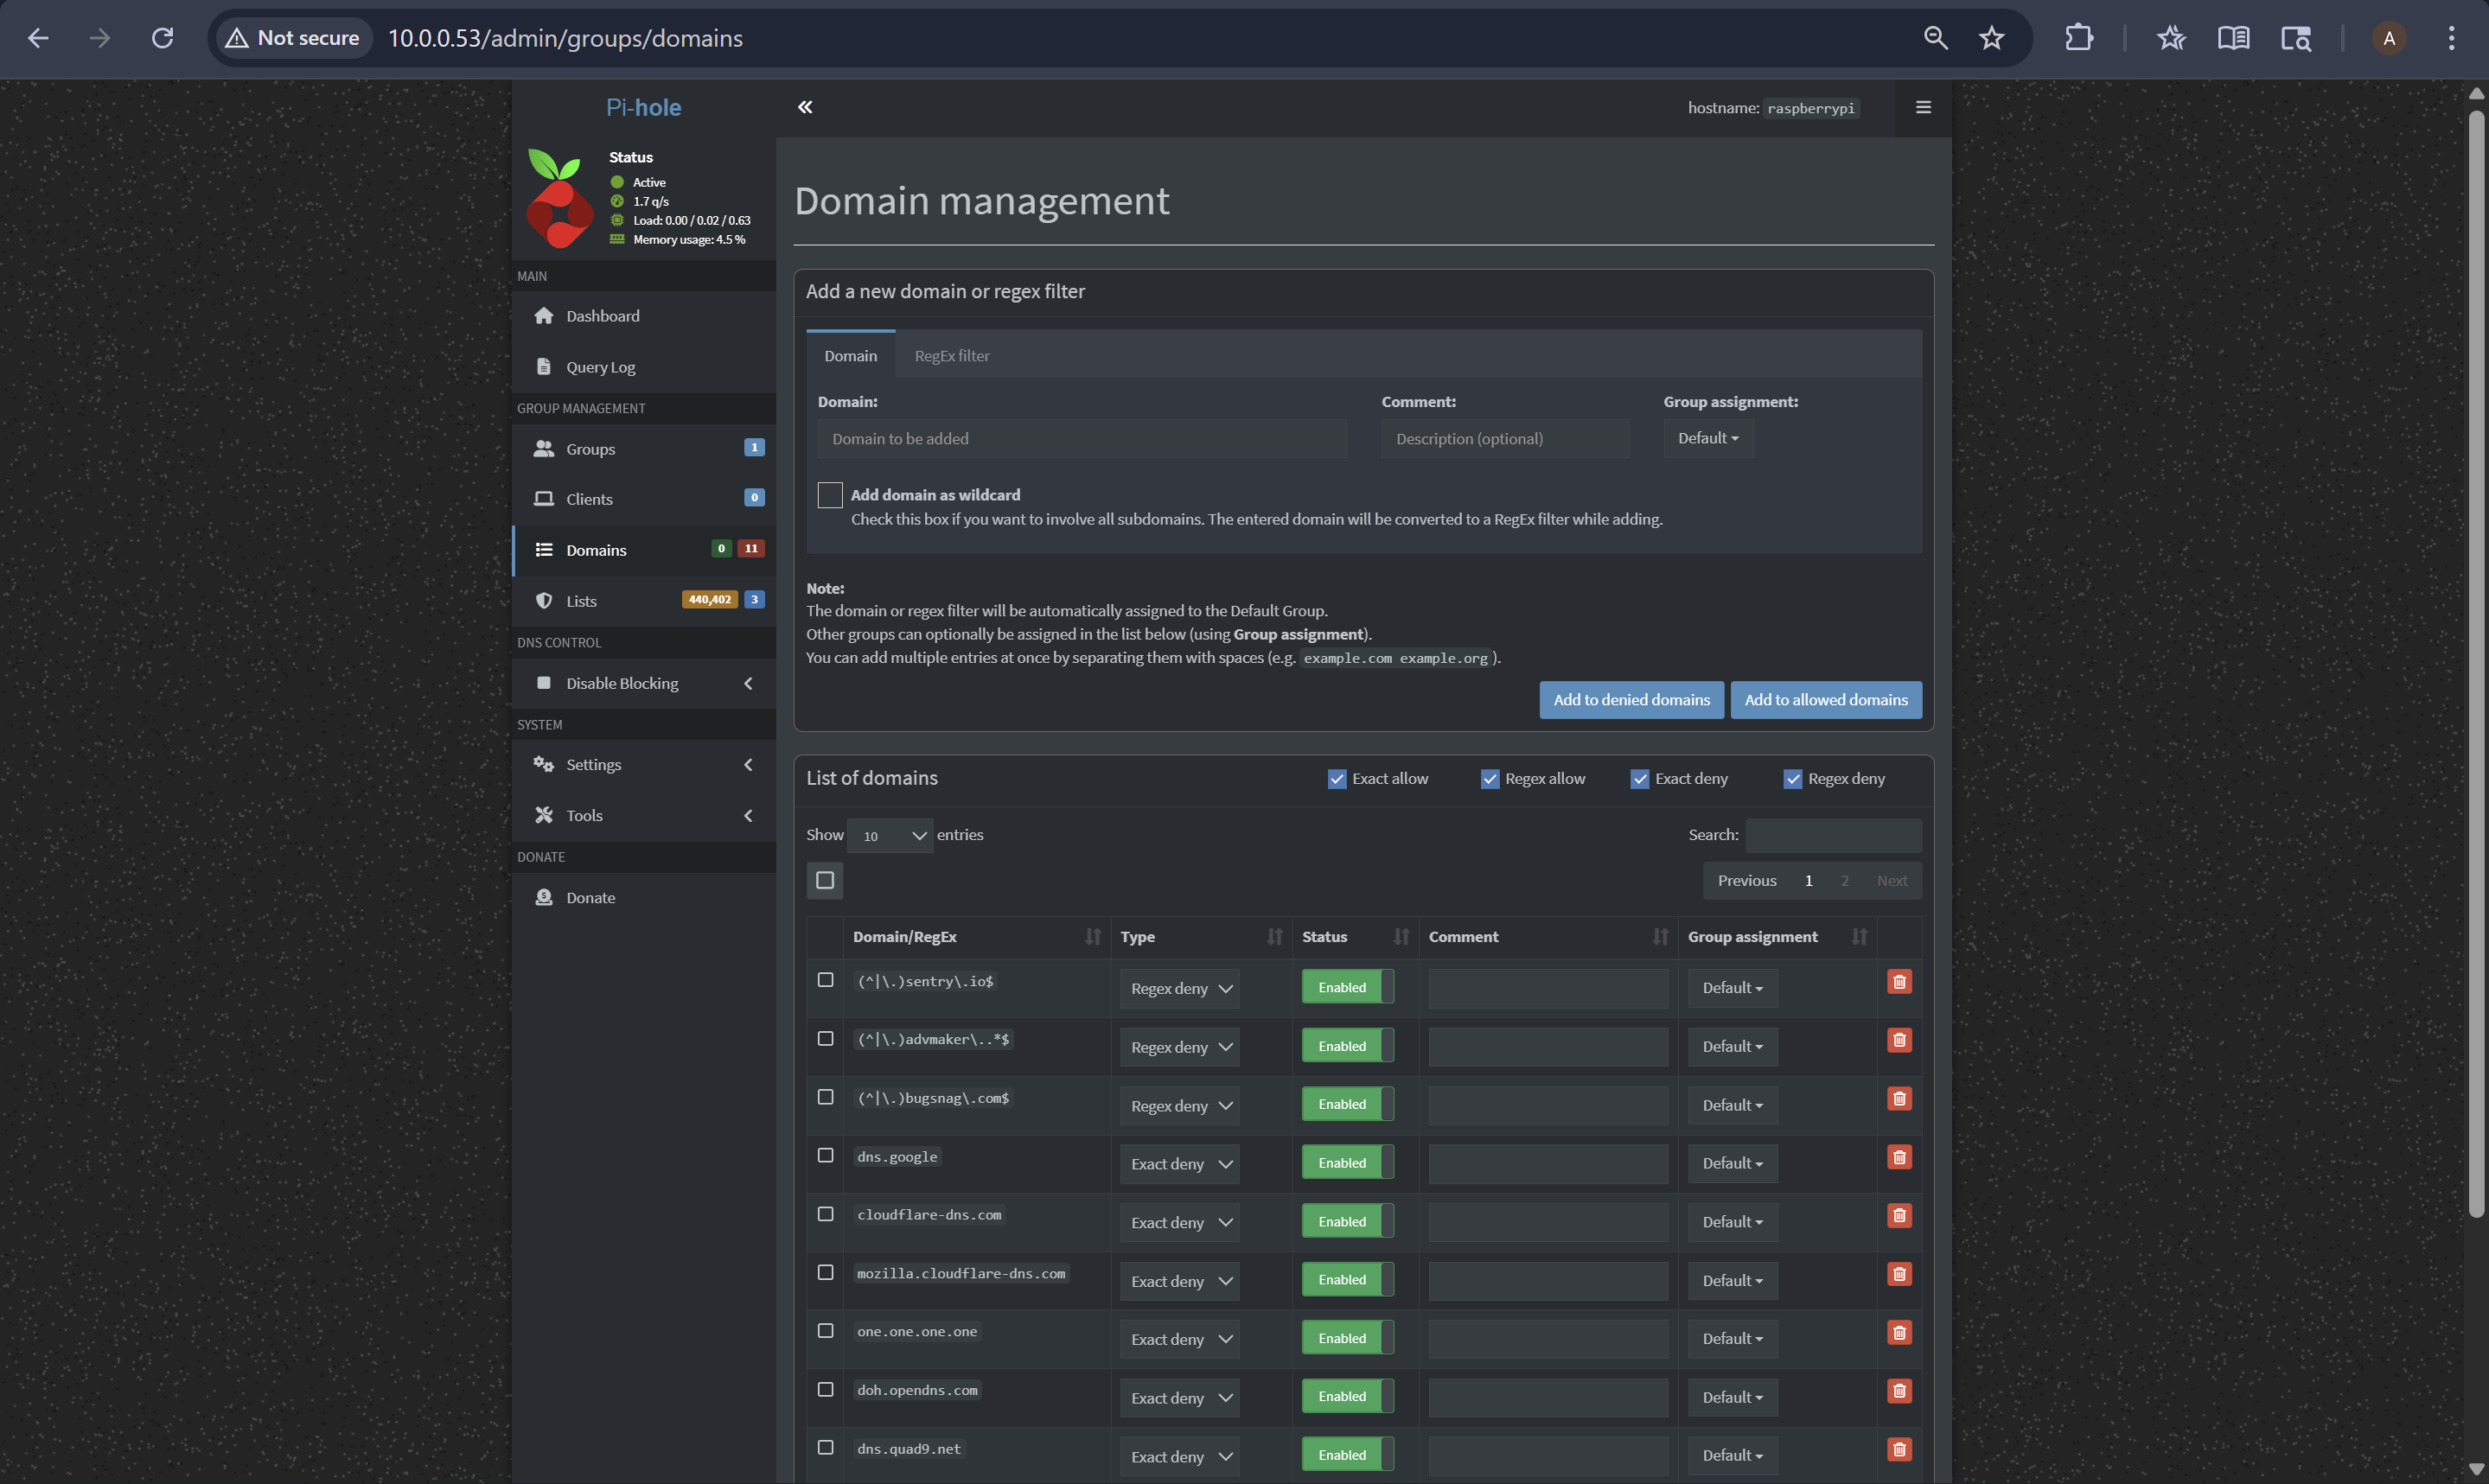 Not secure
10.0.0.53/admin/groups/domains
A
Pi-hole
hostname: raspberrypi
Status
Active
1.7 q/s
Load: 0.00 / 0.02 / 0.63
Memory usage: 4.5 %
MAIN
Dashboard
Query Log
GROUP MANAGEMENT
Groups 1
Clients 0
Domains 0 11
Lists 440,402 3
DNS CONTROL
Disable Blocking
SYSTEM
Settings
Tools
DONATE
Donate
Domain management
Add a new domain or regex filter
Domain RegEx filter
Domain: Comment: Group assignment:
Domain to be added Description (optional) Default
Add domain as wildcard
Check this box if you want to involve all subdomains. The entered domain will be converted to a RegEx filter while adding.
Note:
The domain or regex filter will be automatically assigned to the Default Group.
Other groups can optionally be assigned in the list below (using Group assignment).
You can add multiple entries at once by separating them with spaces (e.g. example.com example.org ).
Add to denied domains Add to allowed domains
List of domains Exact allow Regex allow Exact deny Regex deny
Show 10 entries Search:
Previous 1 2 Next
Domain/RegEx Type Status Comment Group assignment
(^|\.)sentry\.io$ Regex deny Enabled Default
(^|\.)advmaker\..*$ Regex deny Enabled Default
(^|\.)bugsnag\.com$ Regex deny Enabled Default
dns.google Exact deny Enabled Default
cloudflare-dns.com Exact deny Enabled Default
mozilla.cloudflare-dns.com Exact deny Enabled Default
one.one.one.one Exact deny Enabled Default
doh.opendns.com Exact deny Enabled Default
dns.quad9.net Exact deny Enabled Default